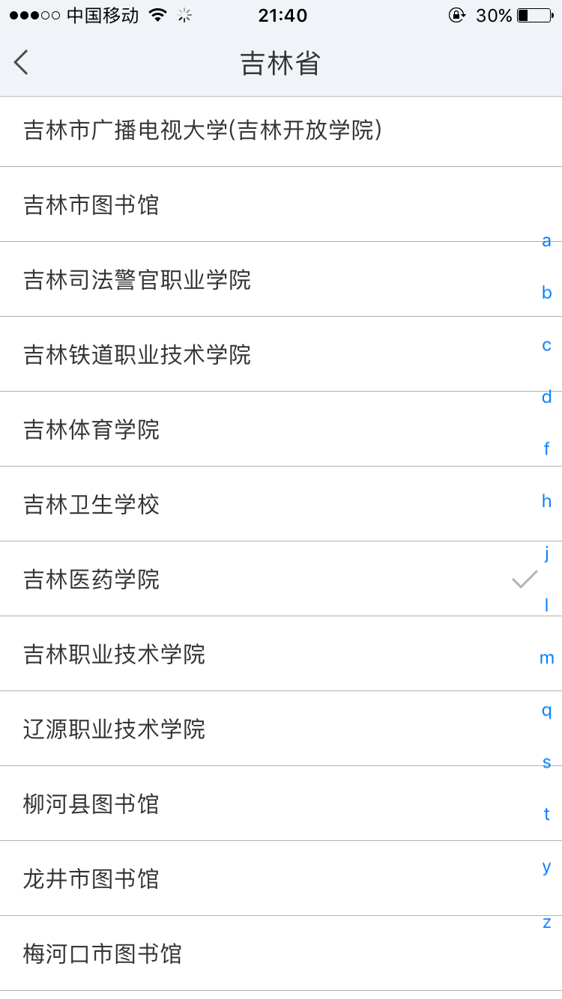 中国移动 21:40 30%
吉林省
吉林市广播电视大学(吉林开放学院)
吉林市图书馆
吉林司法警官职业学院
吉林铁道职业技术学院
吉林体育学院
吉林卫生学校
吉林医药学院
吉林职业技术学院
辽源职业技术学院
柳河县图书馆
龙井市图书馆
梅河口市图书馆
a
b
c
d
f
h
j
l
m
q
s
t
y
z